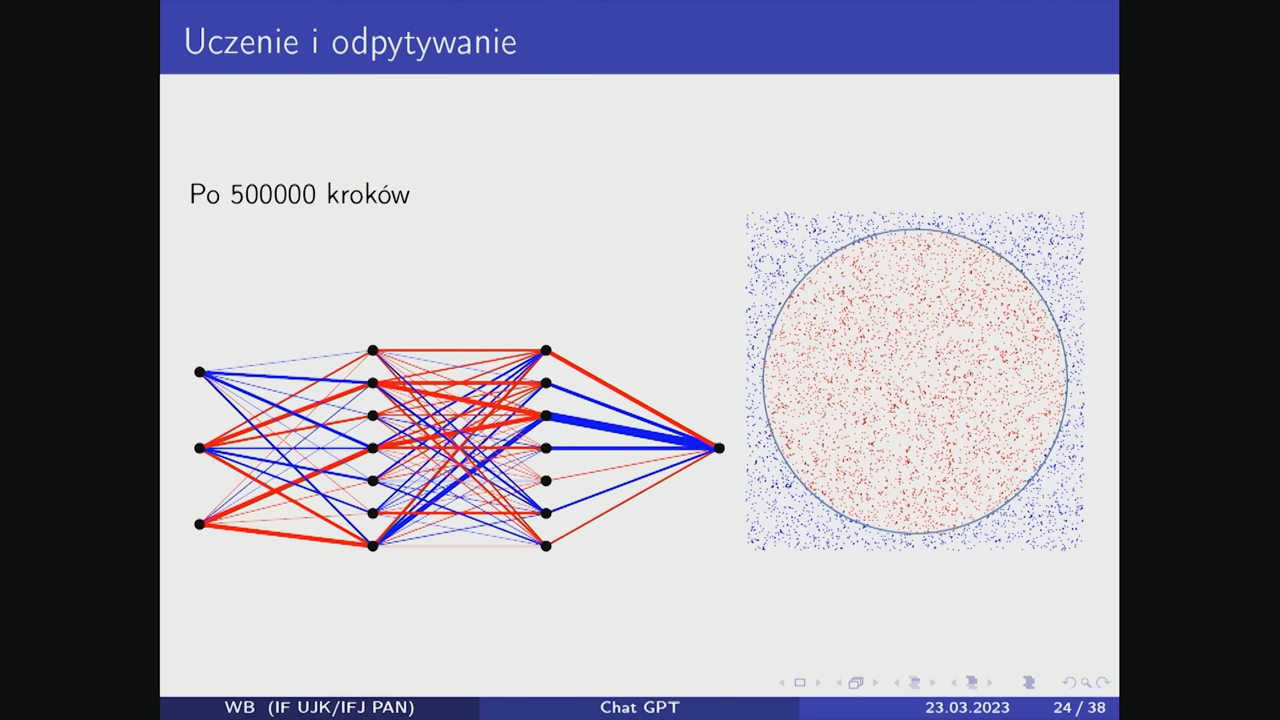 Uczenie i odpytywanie
Po 500000 kroków
WB (IF UJK/IFJ PAN)
Chat GPT
23.03.2023
24 / 38